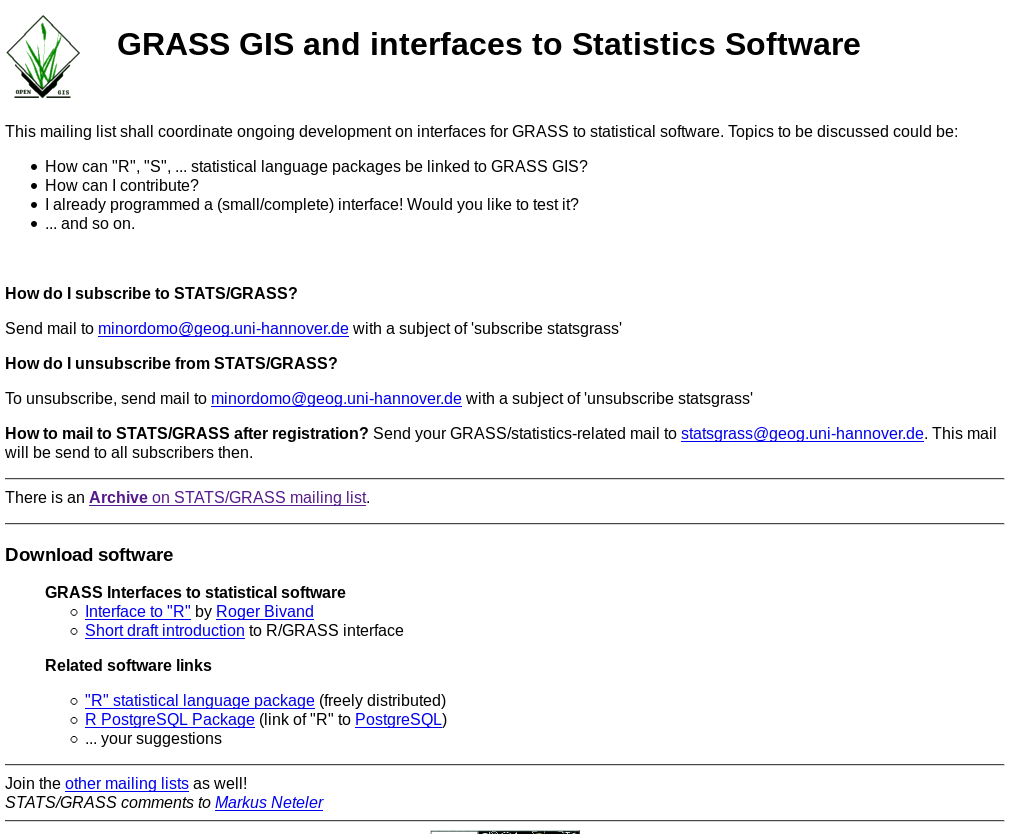 OPEN GIS
GRASS GIS and interfaces to Statistics Software
This mailing list shall coordinate ongoing development on interfaces for GRASS to statistical software. Topics to be discussed could be:
• How can "R", "S", ... statistical language packages be linked to GRASS GIS?
• How can I contribute?
• I already programmed a (small/complete) interface! Would you like to test it?
• ... and so on.
How do I subscribe to STATS/GRASS?
Send mail to minordomo@geog.uni-hannover.de with a subject of 'subscribe statsgrass'
How do I unsubscribe from STATS/GRASS?
To unsubscribe, send mail to minordomo@geog.uni-hannover.de with a subject of 'unsubscribe statsgrass'
How to mail to STATS/GRASS after registration? Send your GRASS/statistics-related mail to statsgrass@geog.uni-hannover.de. This mail
will be send to all subscribers then.
There is an Archive on STATS/GRASS mailing list.
Download software
GRASS Interfaces to statistical software
○ Interface to "R" by Roger Bivand
○ Short draft introduction to R/GRASS interface
Related software links
○ "R" statistical language package (freely distributed)
○ R PostgreSQL Package (link of "R" to PostgreSQL)
○ ... your suggestions
Join the other mailing lists as well!
STATS/GRASS comments to Markus Neteler